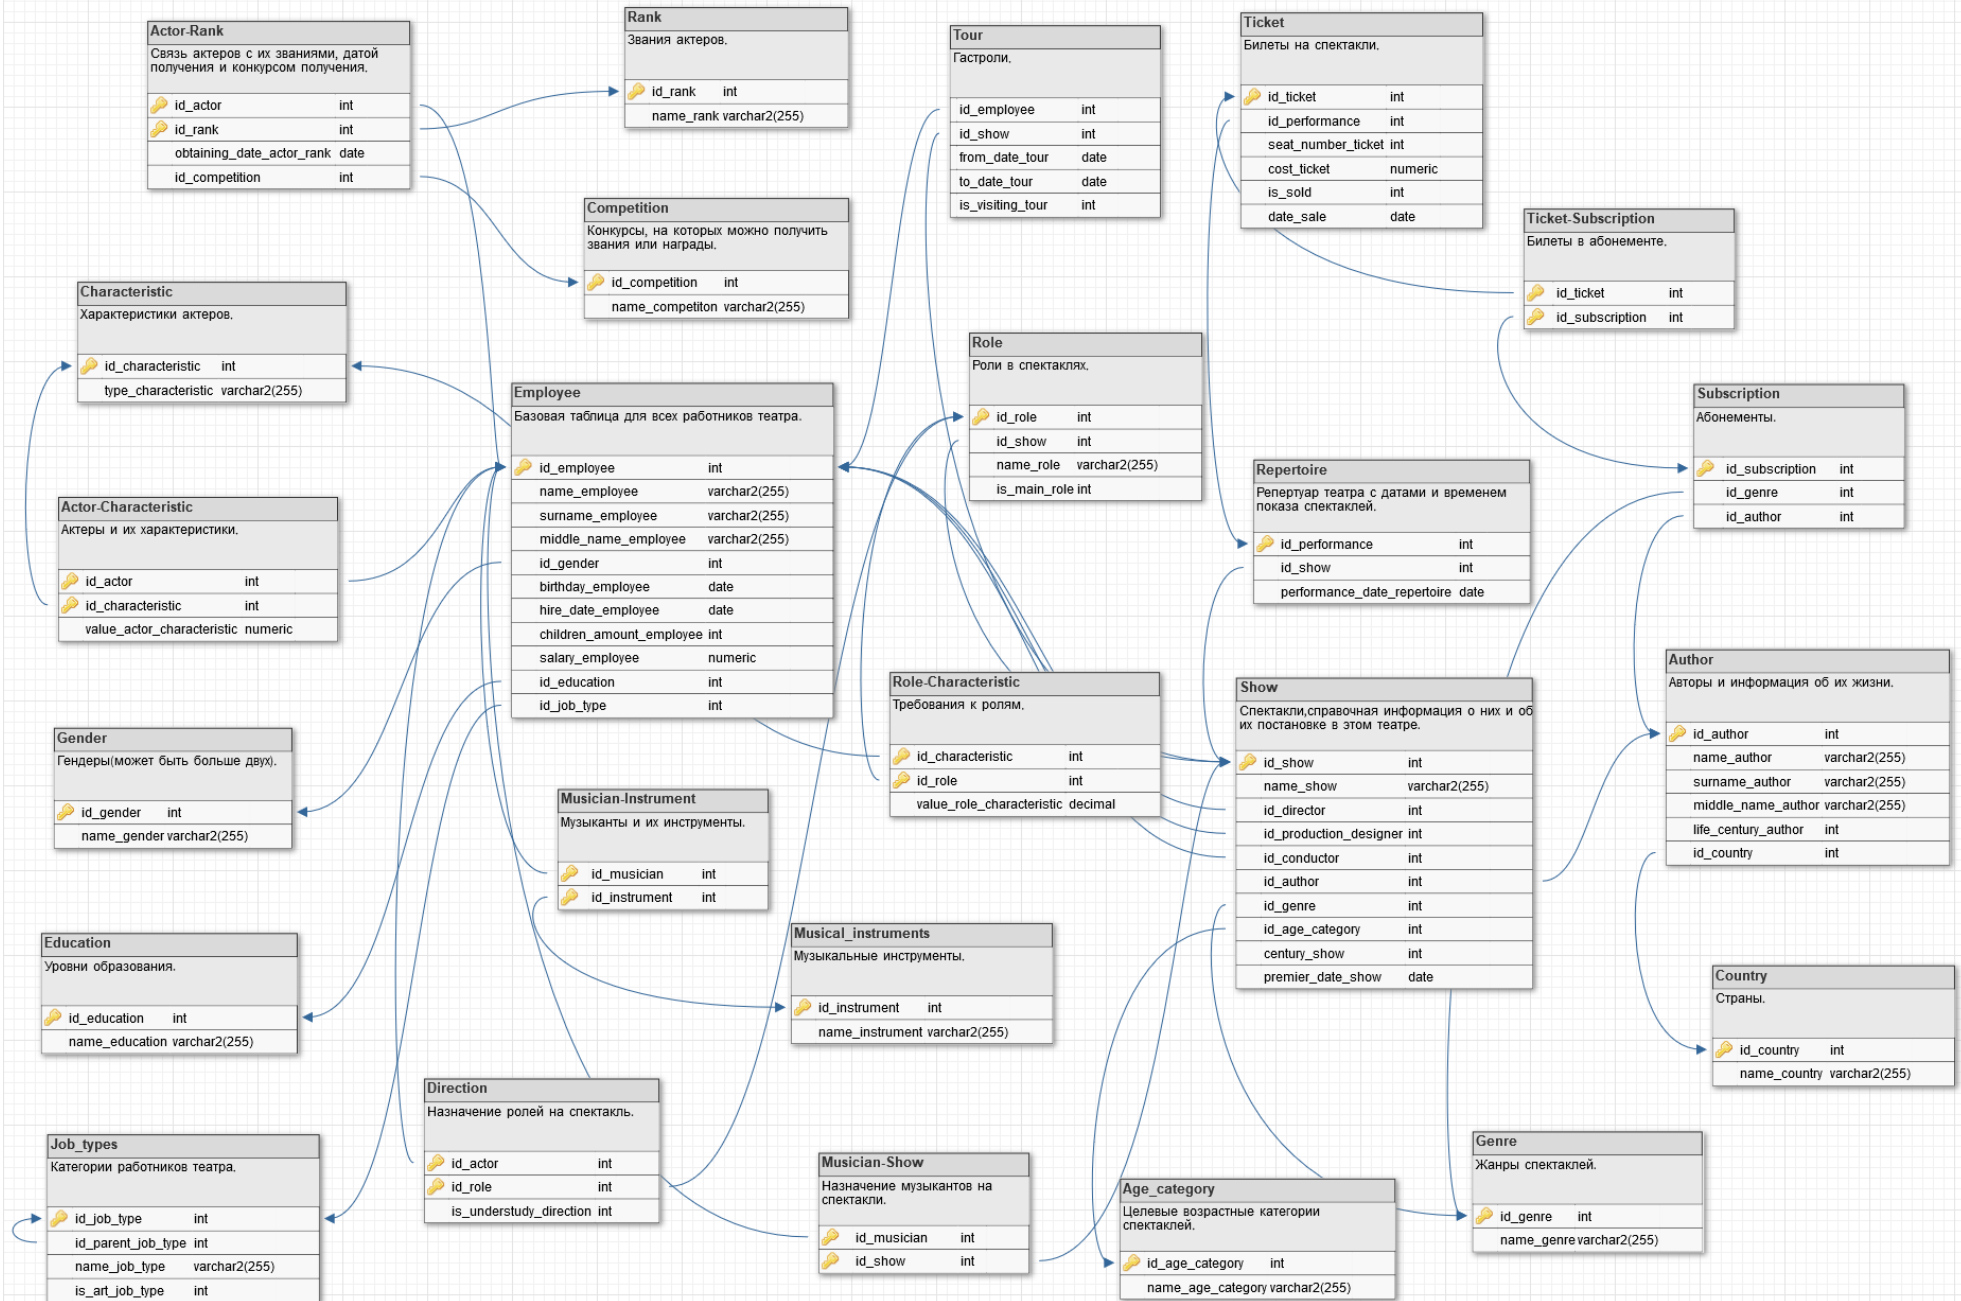 Actor-Rank
Связь актеров с их званиями, датой
получения и конкурсом получения.
id_actor int
id_rank int
obtaining_date_actor_rank date
id_competition int
Rank
Звания актеров.
id_rank int
name_rank varchar2(255)
Tour
Гастроли.
id_employee int
id_show int
from_date_tour date
to_date_tour date
is_visiting_tour int
Ticket
Билеты на спектакли.
id_ticket int
id_performance int
seat_number_ticket int
cost_ticket numeric
is_sold int
date_sale date
Competition
Конкурсы, на которых можно получить
звания или награды.
id_competition int
name_competiton varchar2(255)
Ticket-Subscription
Билеты в абонементе.
id_ticket int
id_subscription int
Characteristic
Характеристики актеров.
id_characteristic int
type_characteristic varchar2(255)
Role
Роли в спектаклях.
id_role int
id_show int
name_role varchar2(255)
is_main_role int
Employee
Базовая таблица для всех работников театра.
id_employee int
name_employee varchar2(255)
surname_employee varchar2(255)
middle_name_employee varchar2(255)
id_gender int
birthday_employee date
hire_date_employee date
children_amount_employee int
salary_employee numeric
id_education int
id_job_type int
Subscription
Абонементы.
id_subscription int
id_genre int
id_author int
Repertoire
Репертуар театра с датами и временем
показа спектаклей.
id_performance int
id_show int
performance_date_repertoire date
Actor-Characteristic
Актеры и их характеристики.
id_actor int
id_characteristic int
value_actor_characteristic numeric
Role-Characteristic
Требования к ролям.
id_characteristic int
id_role int
value_role_characteristic decimal
Show
Спектакли,справочная информация о них и об
их постановке в этом театре.
id_show int
name_show varchar2(255)
id_director int
id_production_designer int
id_conductor int
id_author int
id_genre int
id_age_category int
century_show int
premier_date_show date
Author
Авторы и информация об их жизни.
id_author int
name_author varchar2(255)
surname_author varchar2(255)
middle_name_author varchar2(255)
life_century_author int
id_country int
Gender
Гендеры(может быть больше двух).
id_gender int
name_gender varchar2(255)
Musician-Instrument
Музыканты и их инструменты.
id_musician int
id_instrument int
Musical_instruments
Музыкальные инструменты.
id_instrument int
name_instrument varchar2(255)
Education
Уровни образования.
id_education int
name_education varchar2(255)
Country
Страны.
id_country int
name_country varchar2(255)
Direction
Назначение ролей на спектакль.
id_actor int
id_role int
is_understudy_direction int
Job_types
Категории работников театра.
id_job_type int
id_parent_job_type int
name_job_type varchar2(255)
is_art_job_type int
Musician-Show
Назначение музыкантов на
спектакли.
id_musician int
id_show int
Age_category
Целевые возрастные категории
спектаклей.
id_age_category int
name_age_category varchar2(255)
Genre
Жанры спектаклей.
id_genre int
name_genre varchar2(255)